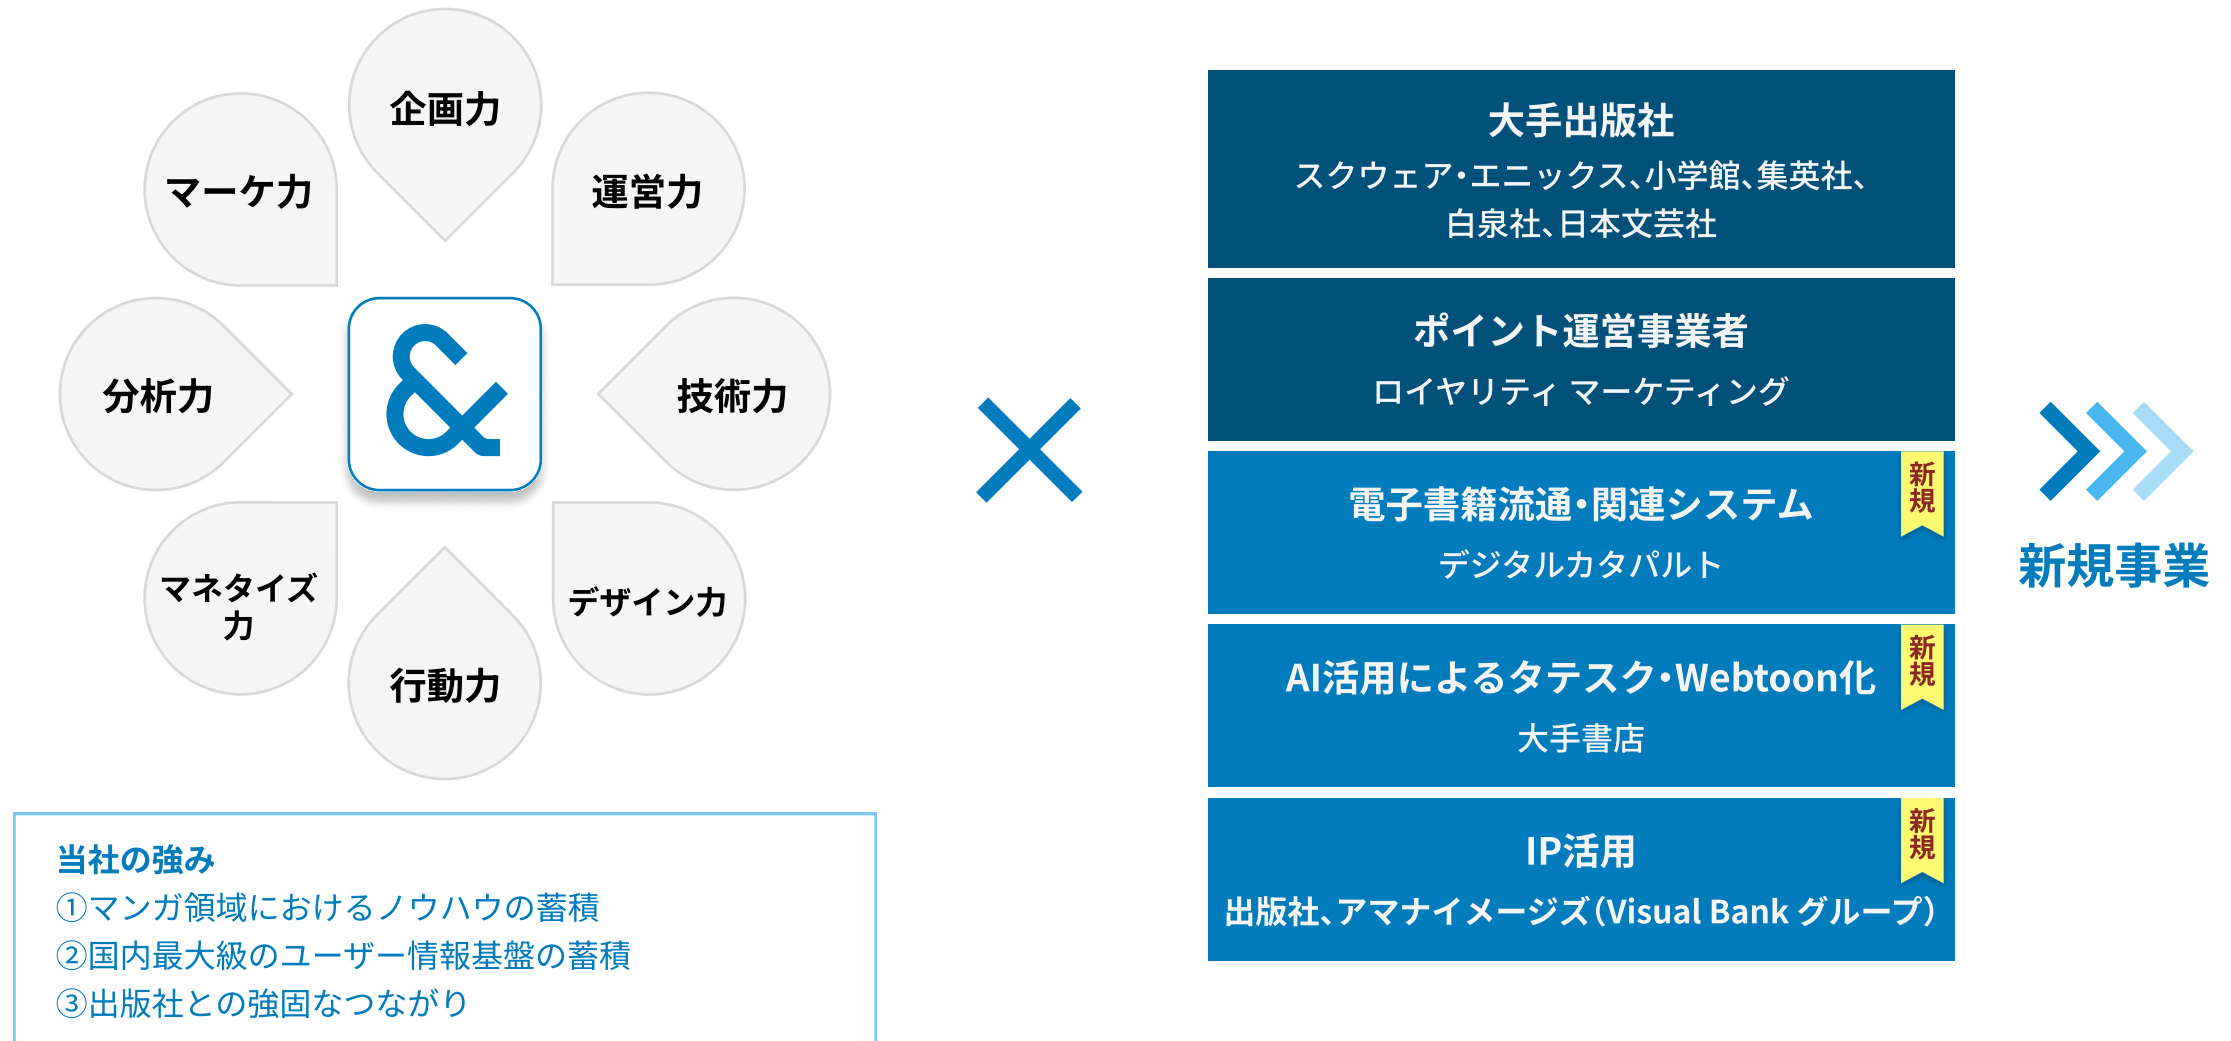 企画力
マーケ力
運営力
分析力
&
技術力
マネタイズ
力
デザイン力
行動力
当社の強み
①マンガ領域におけるノウハウの蓄積
②国内最大級のユーザー情報基盤の蓄積
③出版社との強固なつながり
大手出版社
スクウェア・エニックス、小学館、集英社、
白泉社、日本文芸社
ポイント運営事業者
ロイヤリティ マーケティング
新規
電子書籍流通・関連システム
デジタルカタパルト
新規
AI活用によるタテスク・Webtoon化
大手書店
新規
IP活用
出版社、アマナイメージズ（Visual Bank グループ）
新規事業